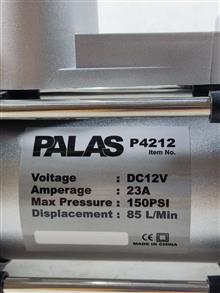 PALAS P4212
Item No.
Voltage : DC12V
Amperage : 23A
Max Pressure : 150PSI
Displacement : 85 L/Min
CE
MADE IN CHINA